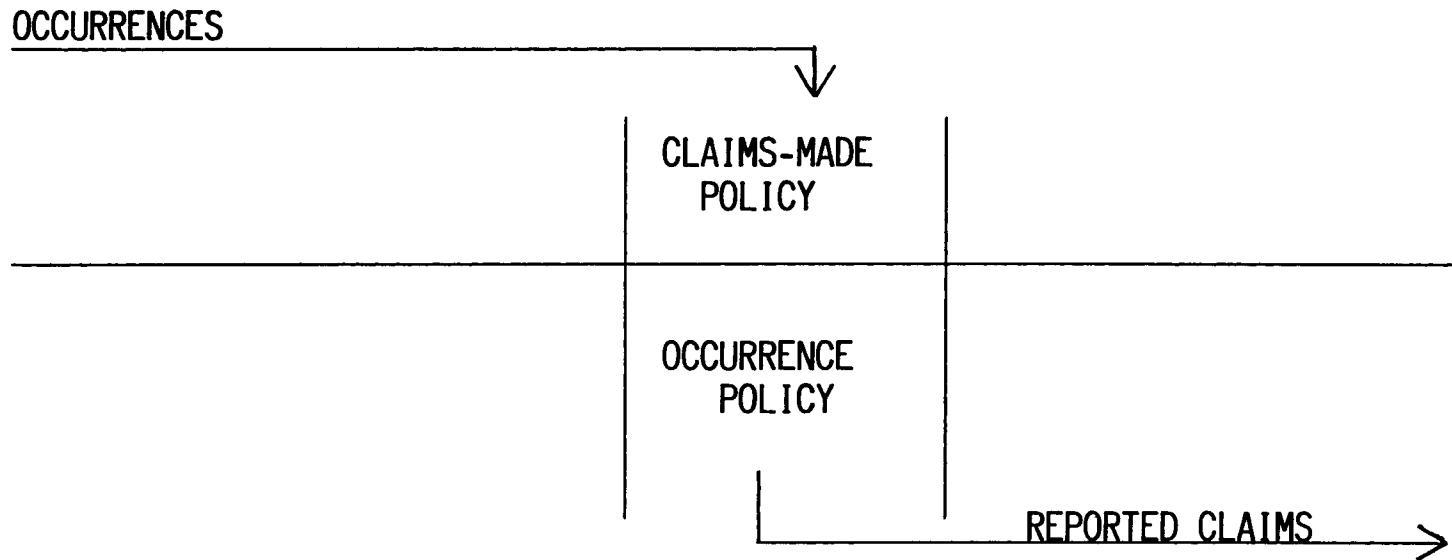 OCCURRENCES
CLAIMS-MADE
POLICY
OCCURRENCE
POLICY
REPORTED CLAIMS